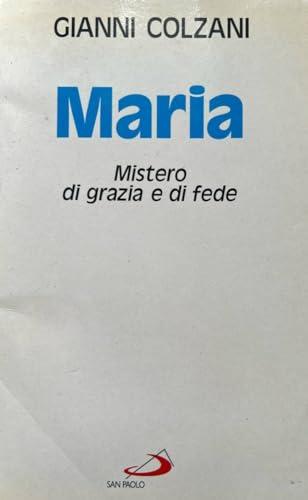 GIANNI COLZANI
Maria
Mistero
di grazia e di fede
SAN PAOLO